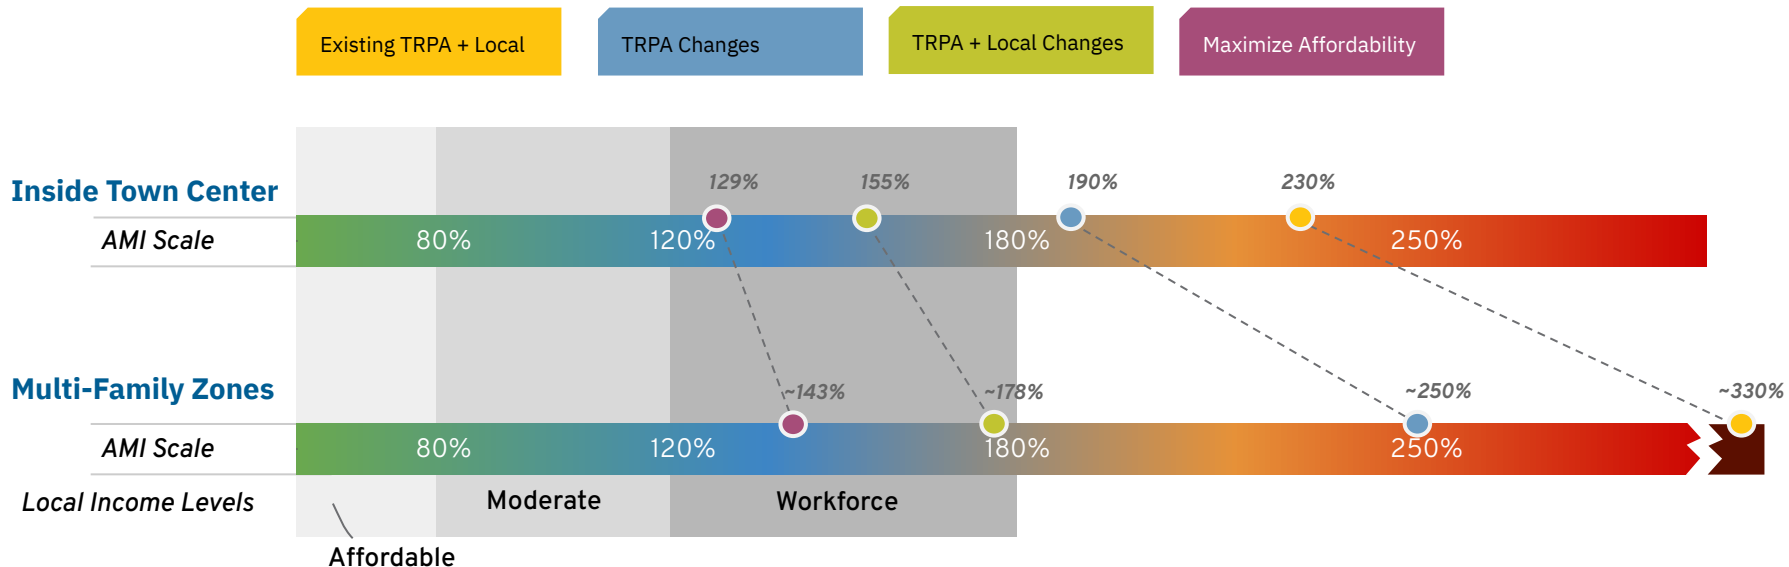 Existing TRPA + Local
TRPA Changes
TRPA + Local Changes
Maximize Affordability
Inside Town Center
129%
155%
190%
230%
AMI Scale
80%
120%
180%
250%
Multi-Family Zones
~143%
~178%
~250%
~330%
AMI Scale
80%
120%
180%
250%
Local Income Levels
Moderate
Workforce
Affordable